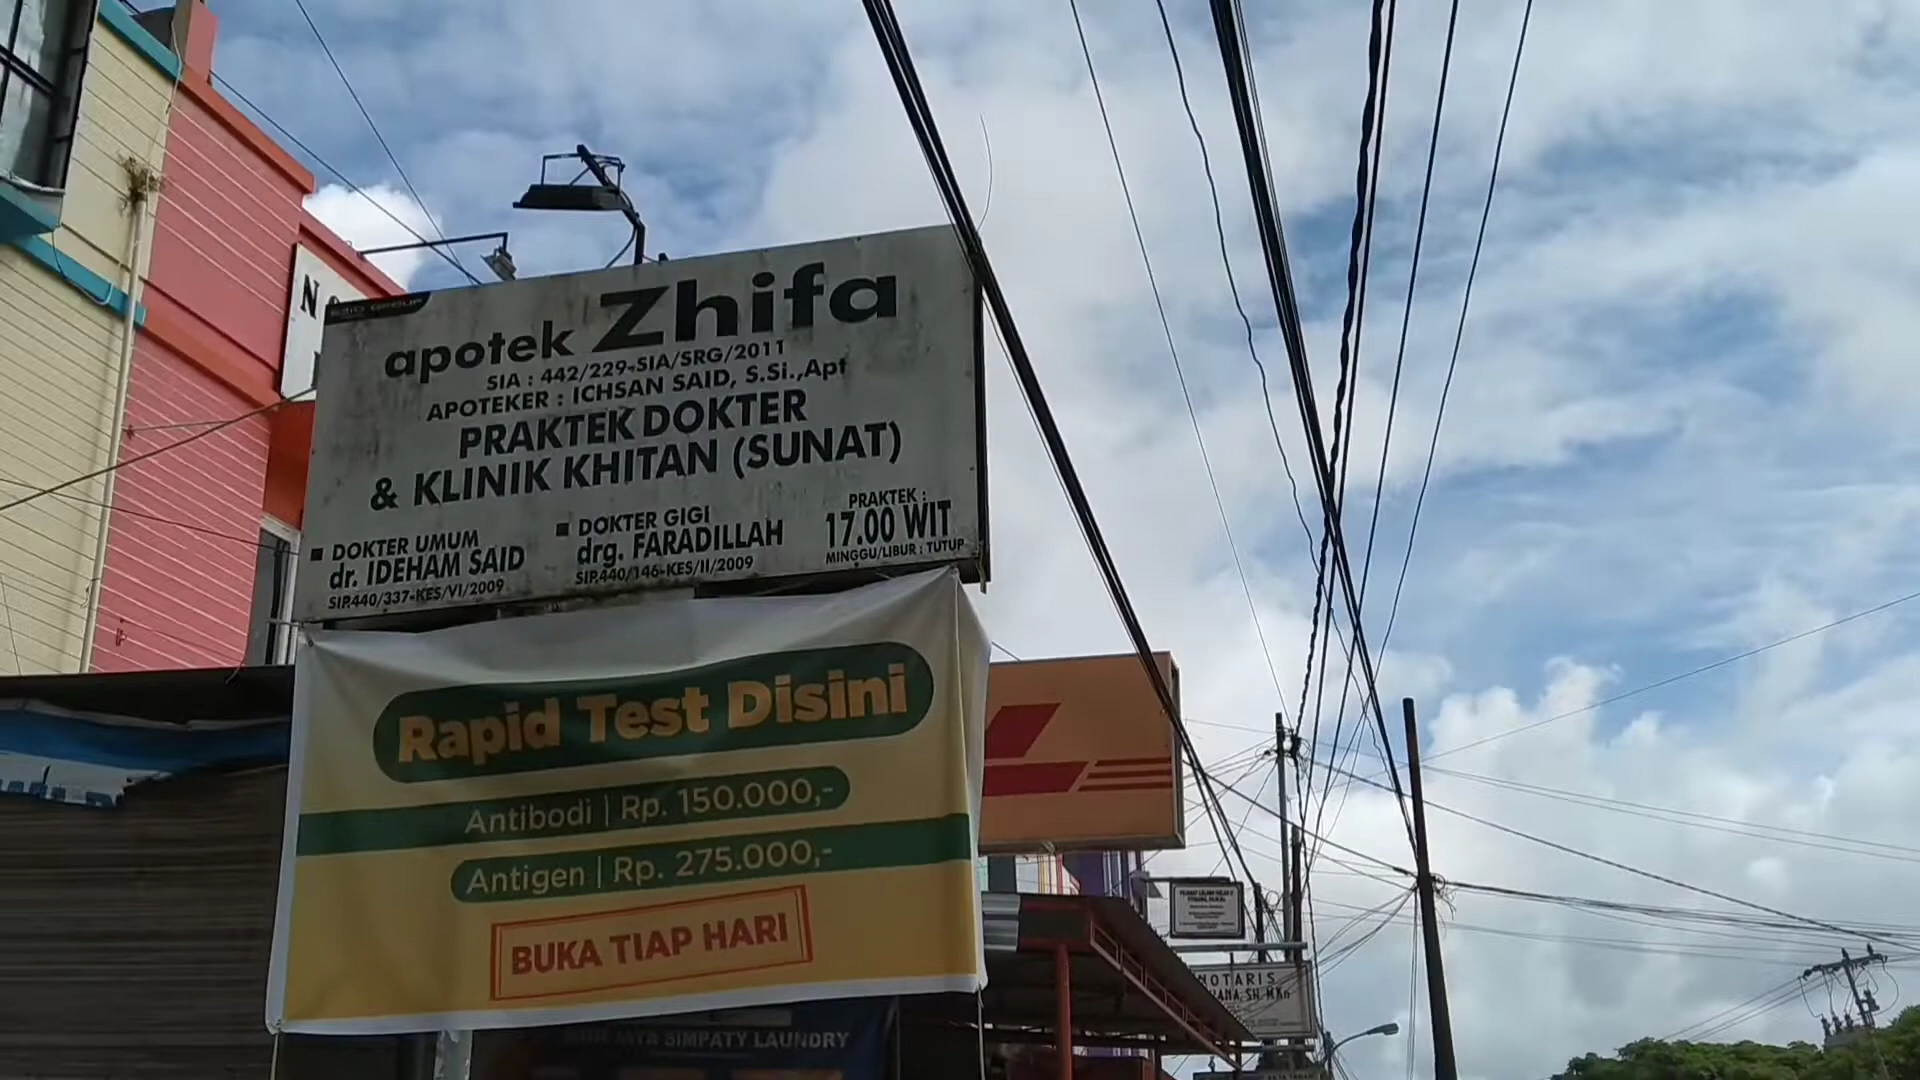 apotek Zhifa
SIA : 442/229-SIA/SRG/2011
APOTEKER : ICHSAN SAID, S.Si.,Apt
PRAKTEK DOKTER
& KLINIK KHITAN (SUNAT)
DOKTER UMUM
dr. IDEHAM SAID
SIP.440/337-KES/VI/2009
DOKTER GIGI
drg. FARADILLAH
SIP.440/146-KES/II/2009
PRAKTEK :
17.00 WIT
MINGGU/LIBUR : TUTUP
Rapid Test Disini
Antibodi | Rp. 150.000,-
Antigen | Rp. 275.000,-
BUKA TIAP HARI
NOTARIS
SH, M.Kn
SIMPATY LAUNDRY